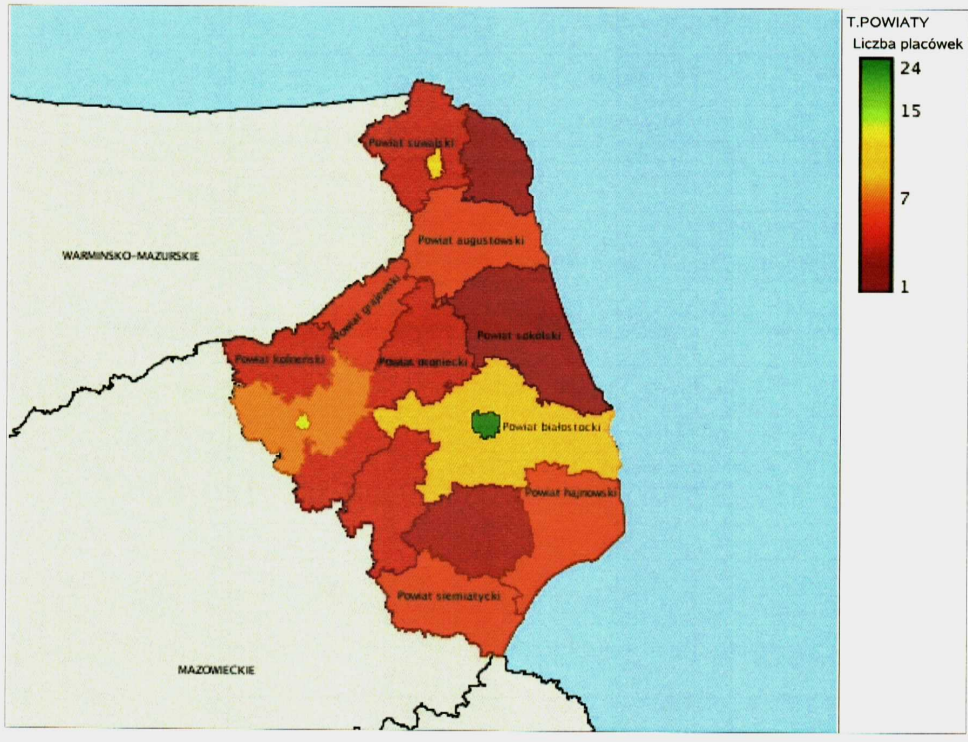 T.POWIATY
Liczba placówek
24
15
7
1
Powiat suwalski
Powiat augustowski
WARMIŃSKO-MAZURSKIE
Powiat grajewski
Powiat sokólski
Powiat kolneński
Powiat moniecki
Powiat białostocki
Powiat hajnowski
Powiat siemiatycki
MAZOWIECKIE